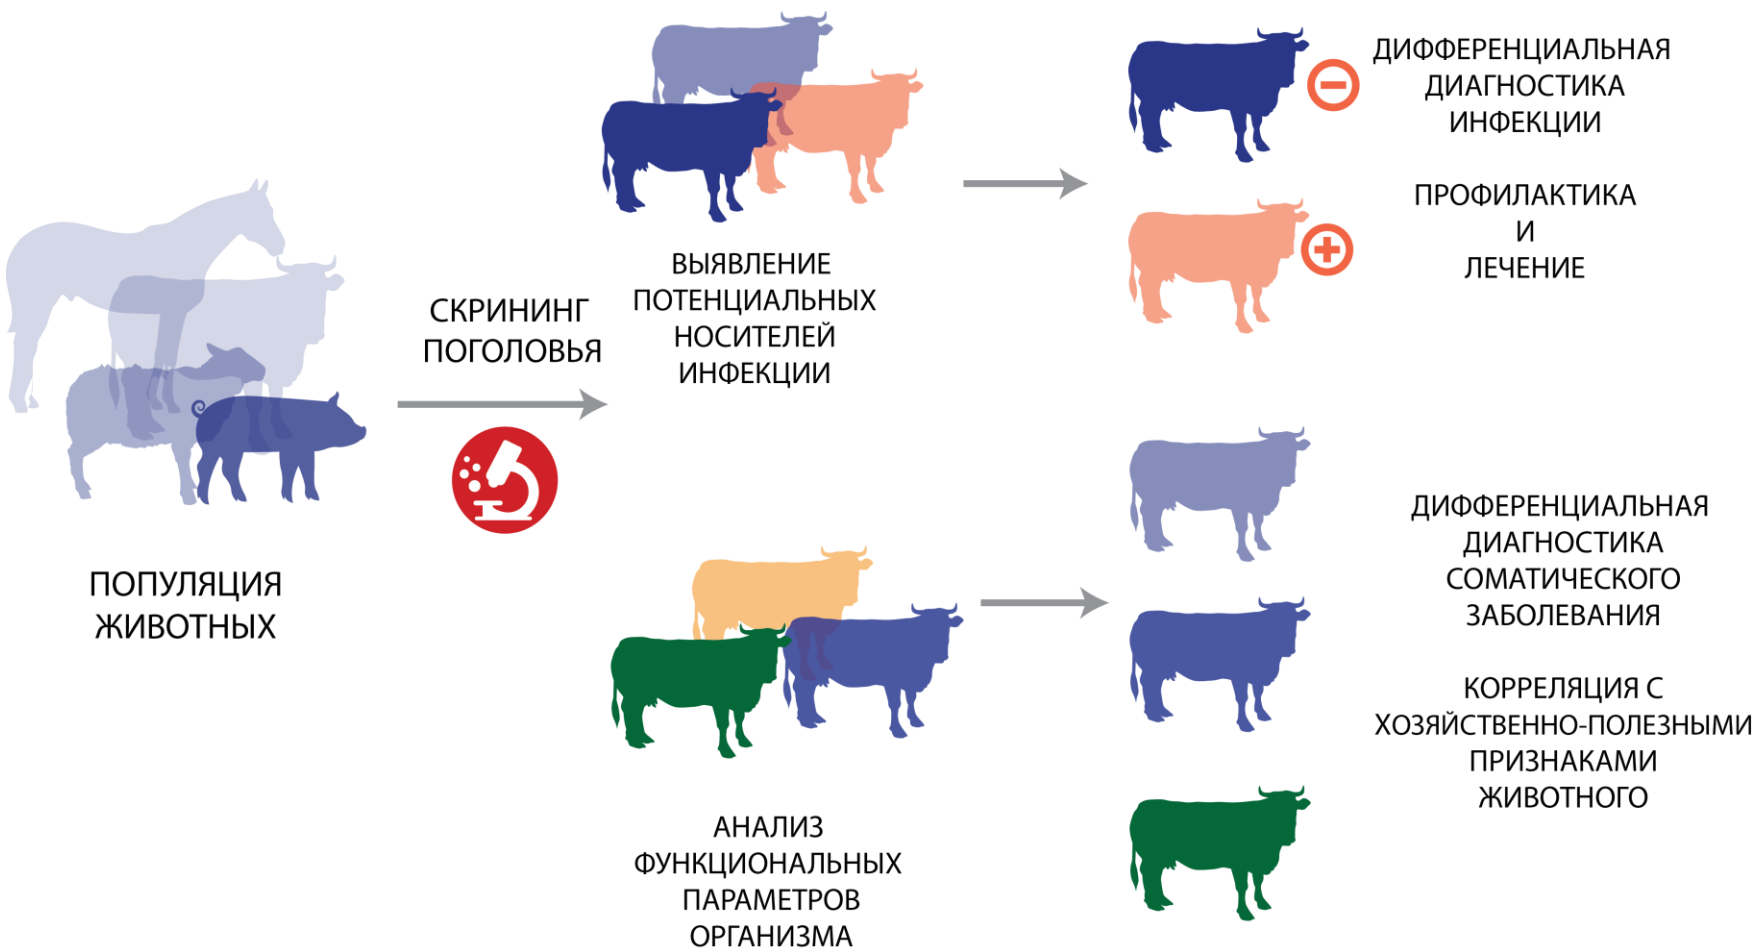 ПОПУЛЯЦИЯ
ЖИВОТНЫХ
СКРИНИНГ
ПОГОЛОВЬЯ
ВЫЯВЛЕНИЕ
ПОТЕНЦИАЛЬНЫХ
НОСИТЕЛЕЙ
ИНФЕКЦИИ
ДИФФЕРЕНЦИАЛЬНАЯ
ДИАГНОСТИКА
ИНФЕКЦИИ
ПРОФИЛАКТИКА
И
ЛЕЧЕНИЕ
АНАЛИЗ
ФУНКЦИОНАЛЬНЫХ
ПАРАМЕТРОВ
ОРГАНИЗМА
ДИФФЕРЕНЦИАЛЬНАЯ
ДИАГНОСТИКА
СОМАТИЧЕСКОГО
ЗАБОЛЕВАНИЯ
КОРРЕЛЯЦИЯ С
ХОЗЯЙСТВЕННО-ПОЛЕЗНЫМИ
ПРИЗНАКАМИ
ЖИВОТНОГО